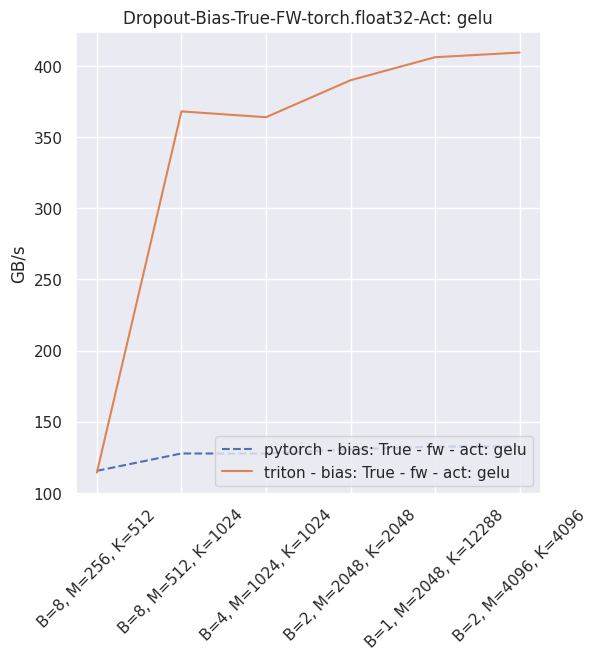 Dropout-Bias-True-FW-torch.float32-Act: gelu
400
350
300
250
200
150
100
GB/s
pytorch - bias: True - fw - act: gelu
triton - bias: True - fw - act: gelu
B=8, M=256, K=512
B=8, M=512, K=1024
B=4, M=1024, K=1024
B=2, M=2048, K=2048
B=1, M=2048, K=12288
B=2, M=4096, K=4096